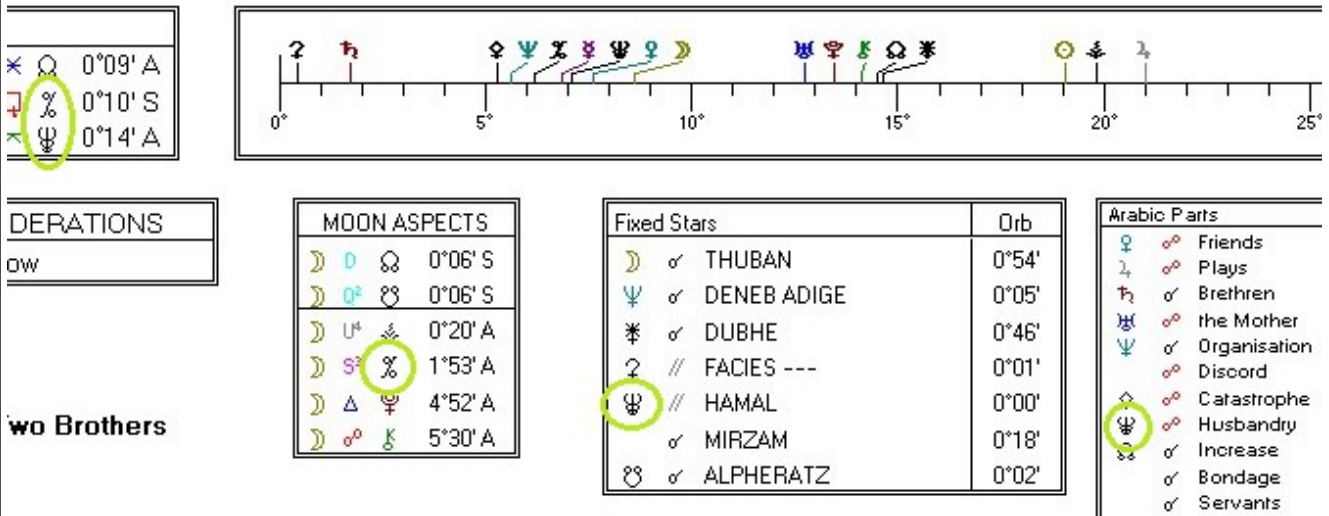 0°09' A
0°10' S
0°14' A
0° 5° 10° 15° 20° 25°
DERATIONS
ow
wo Brothers
MOON ASPECTS
☽ D ☊ 0°06' S
☽ Q² ☋ 0°06' S
☽ U⁴ 0°20' A
☽ S³ 1°53' A
☽ △ 4°52' A
☽ ☍ 5°30' A
Fixed Stars Orb
☽ ☌ THUBAN 0°54'
♆ ☌ DENEB ADIGE 0°05'
☌ DUBHE 0°46'
// FACIES --- 0°01'
// HAMAL 0°00'
☌ MIRZAM 0°18'
☋ ☌ ALPHERATZ 0°02'
Arabic Parts
♀ ☍ Friends
♃ ☍ Plays
♄ ☌ Brethren
♅ ☍ the Mother
♆ ☌ Organisation
☍ Discord
☍ Catastrophe
☍ Husbandry
☊ ☌ Increase
☌ Bondage
☌ Servants